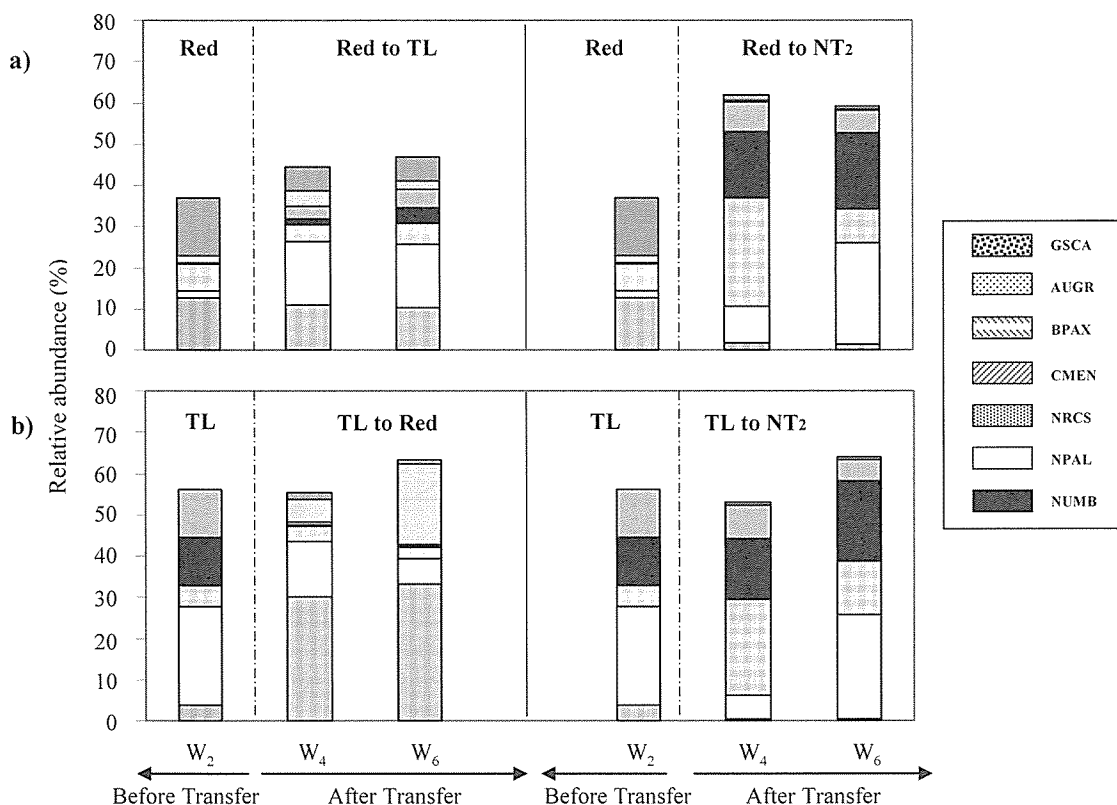 a)
Relative abundance (%)
80
70
60
50
40
30
20
10
0
Red
Red to TL
Red
Red to NT2
b)
80
70
60
50
40
30
20
10
0
TL
TL to Red
TL
TL to NT2
W2
W4
W6
W2
W4
W6
Before Transfer
After Transfer
Before Transfer
After Transfer
GSCA
AUGR
BPAX
CMEN
NRCS
NPAL
NUMB